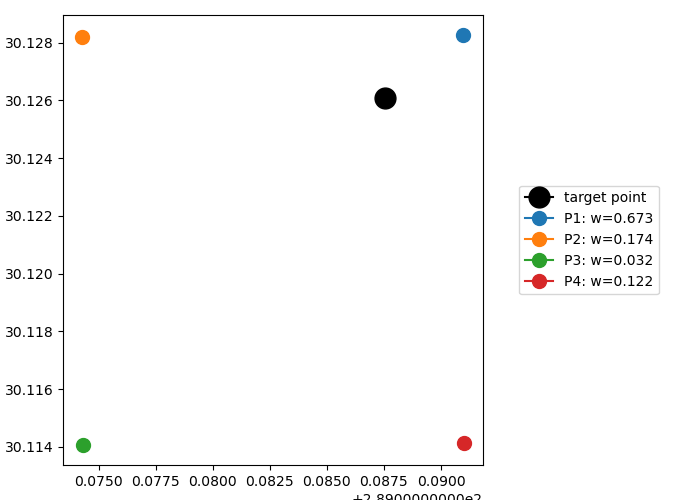 30.128
30.126
30.124
30.122
30.120
30.118
30.116
30.114
0.0750 0.0775 0.0800 0.0825 0.0850 0.0875 0.0900
+2.8900000000e2
target point
P1: w=0.673
P2: w=0.174
P3: w=0.032
P4: w=0.122